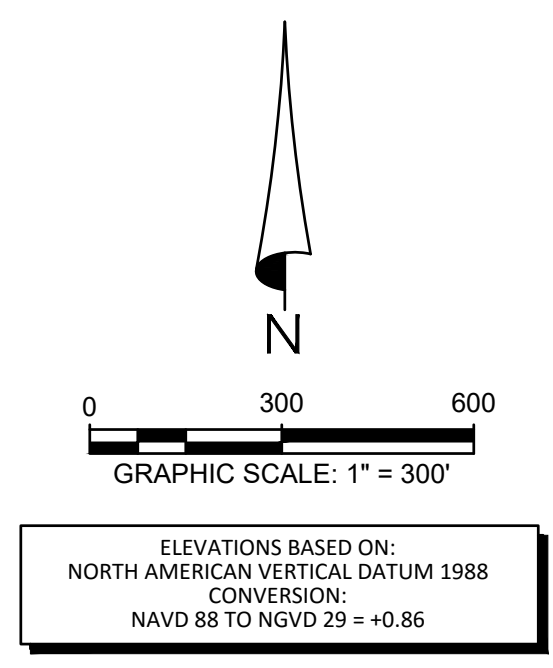 N
0 300 600
GRAPHIC SCALE: 1" = 300'
ELEVATIONS BASED ON:
NORTH AMERICAN VERTICAL DATUM 1988
CONVERSION:
NAVD 88 TO NGVD 29 = +0.86